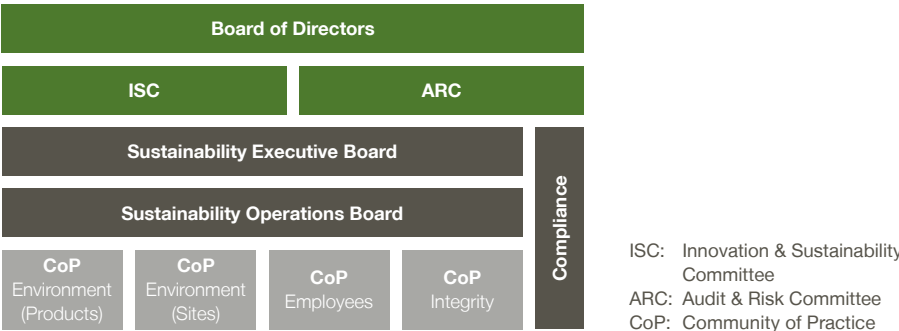 Board of Directors
ISC
ARC
Sustainability Executive Board
Sustainability Operations Board
Compliance
CoP
Environment
(Products)
CoP
Environment
(Sites)
CoP
Employees
CoP
Integrity
ISC: Innovation & Sustainability
Committee
ARC: Audit & Risk Committee
CoP: Community of Practice